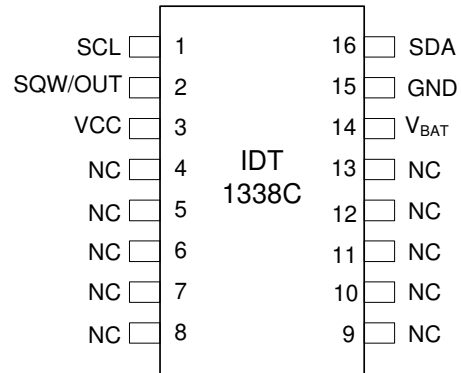 SCL 1 16 SDA
SQW/OUT 2 15 GND
VCC 3 14 VBAT
NC 4 IDT 13 NC
NC 5 1338C 12 NC
NC 6 11 NC
NC 7 10 NC
NC 8 9 NC